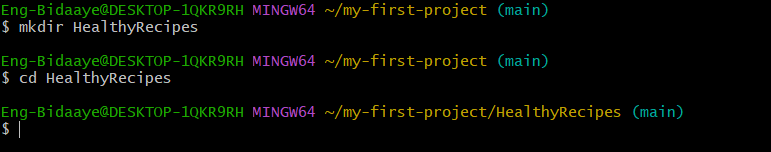 Eng-Bidaaye@DESKTOP-1QKR9RH MINGW64 ~/my-first-project (main)
$ mkdir HealthyRecipes
Eng-Bidaaye@DESKTOP-1QKR9RH MINGW64 ~/my-first-project (main)
$ cd HealthyRecipes
Eng-Bidaaye@DESKTOP-1QKR9RH MINGW64 ~/my-first-project/HealthyRecipes (main)
$